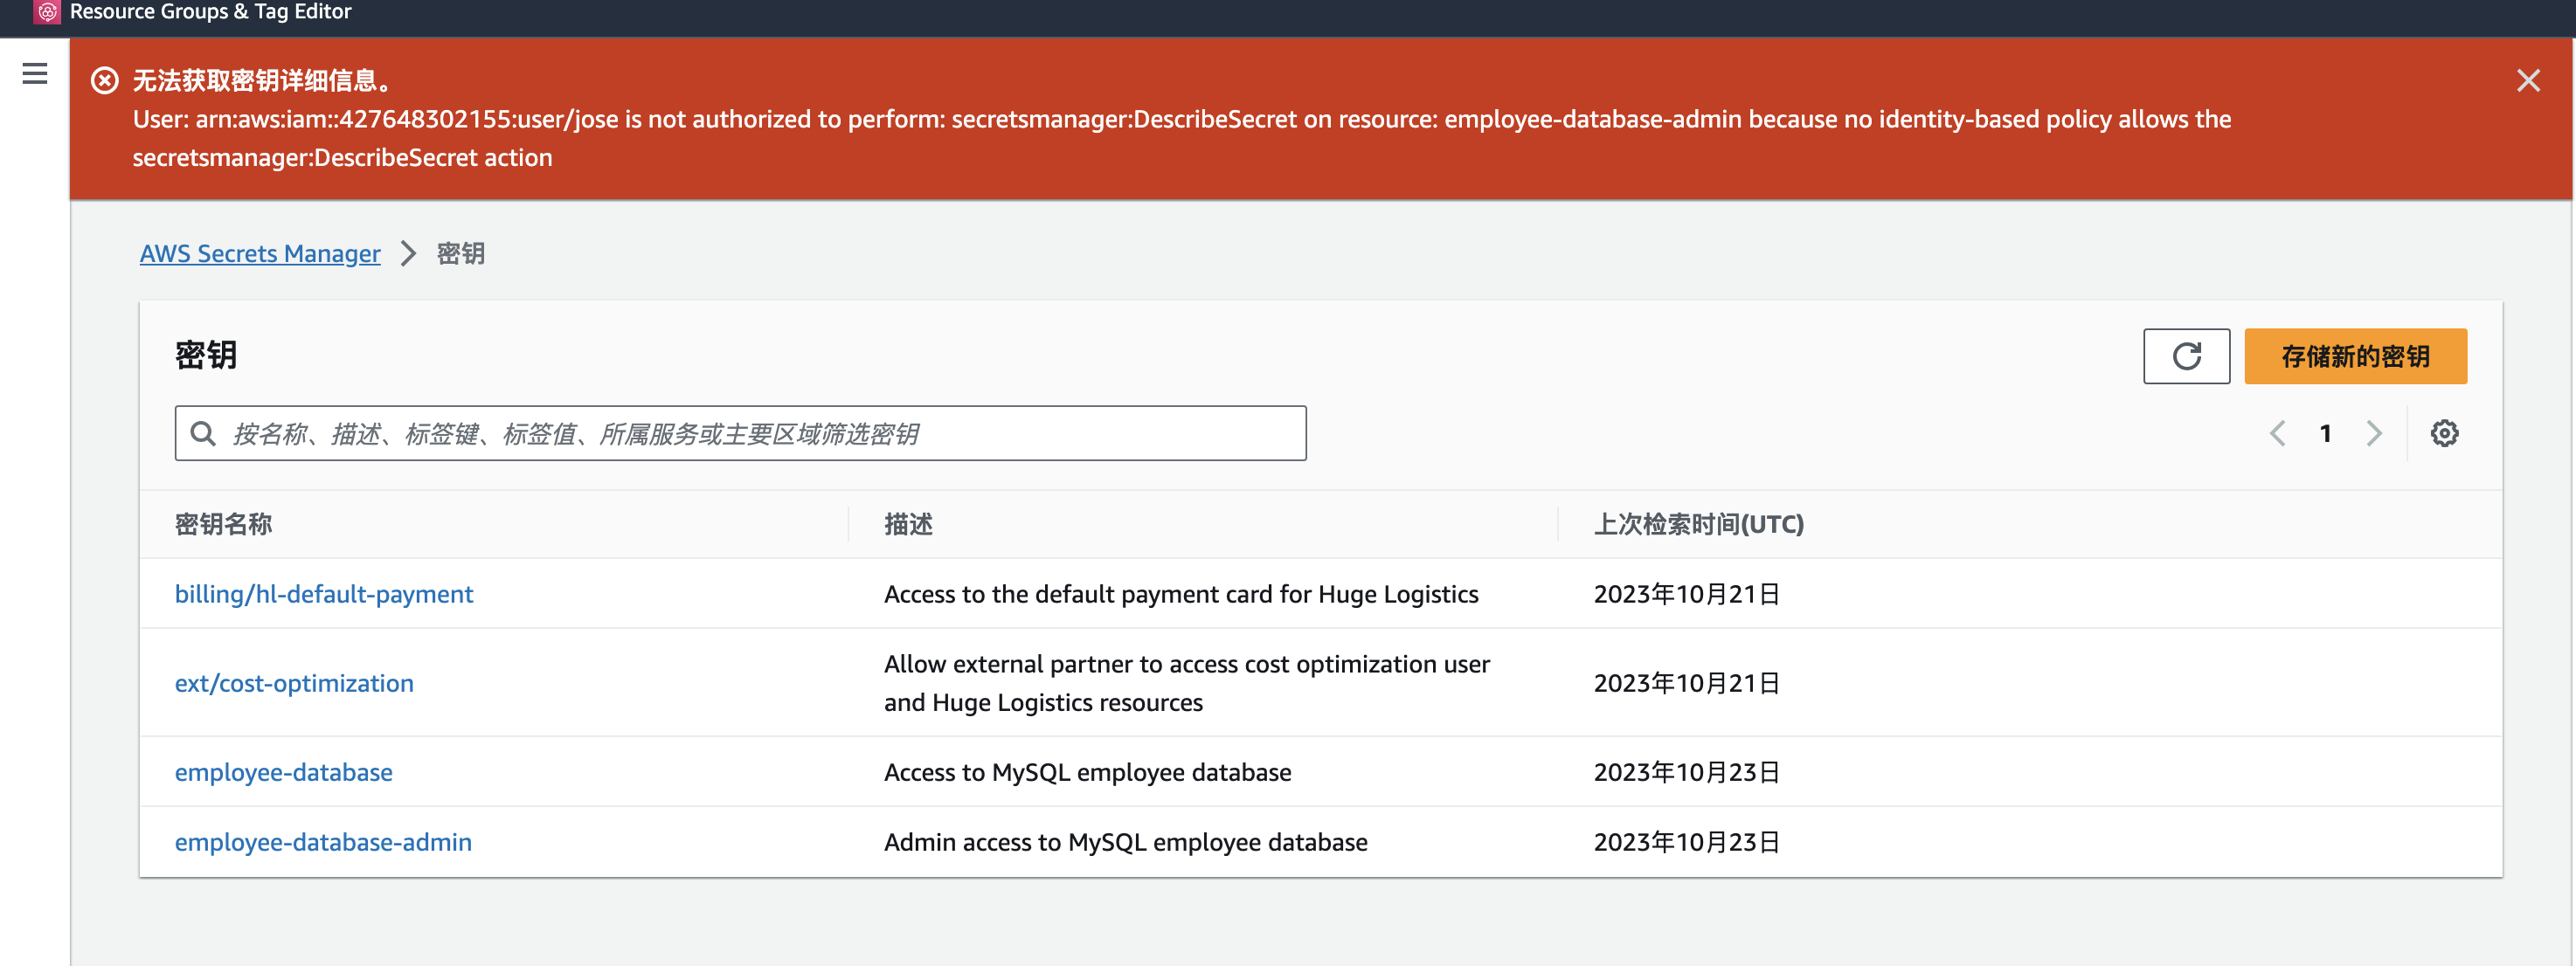 Resource Groups & Tag Editor
无法获取密钥详细信息。
User: arn:aws:iam::427648302155:user/jose is not authorized to perform: secretsmanager:DescribeSecret on resource: employee-database-admin because no identity-based policy allows the
secretsmanager:DescribeSecret action
AWS Secrets Manager > 密钥
密钥
存储新的密钥
按名称、描述、标签键、标签值、所属服务或主要区域筛选密钥
1
密钥名称 描述 上次检索时间(UTC)
billing/hl-default-payment Access to the default payment card for Huge Logistics 2023年10月21日
ext/cost-optimization Allow external partner to access cost optimization user
and Huge Logistics resources 2023年10月21日
employee-database Access to MySQL employee database 2023年10月23日
employee-database-admin Admin access to MySQL employee database 2023年10月23日